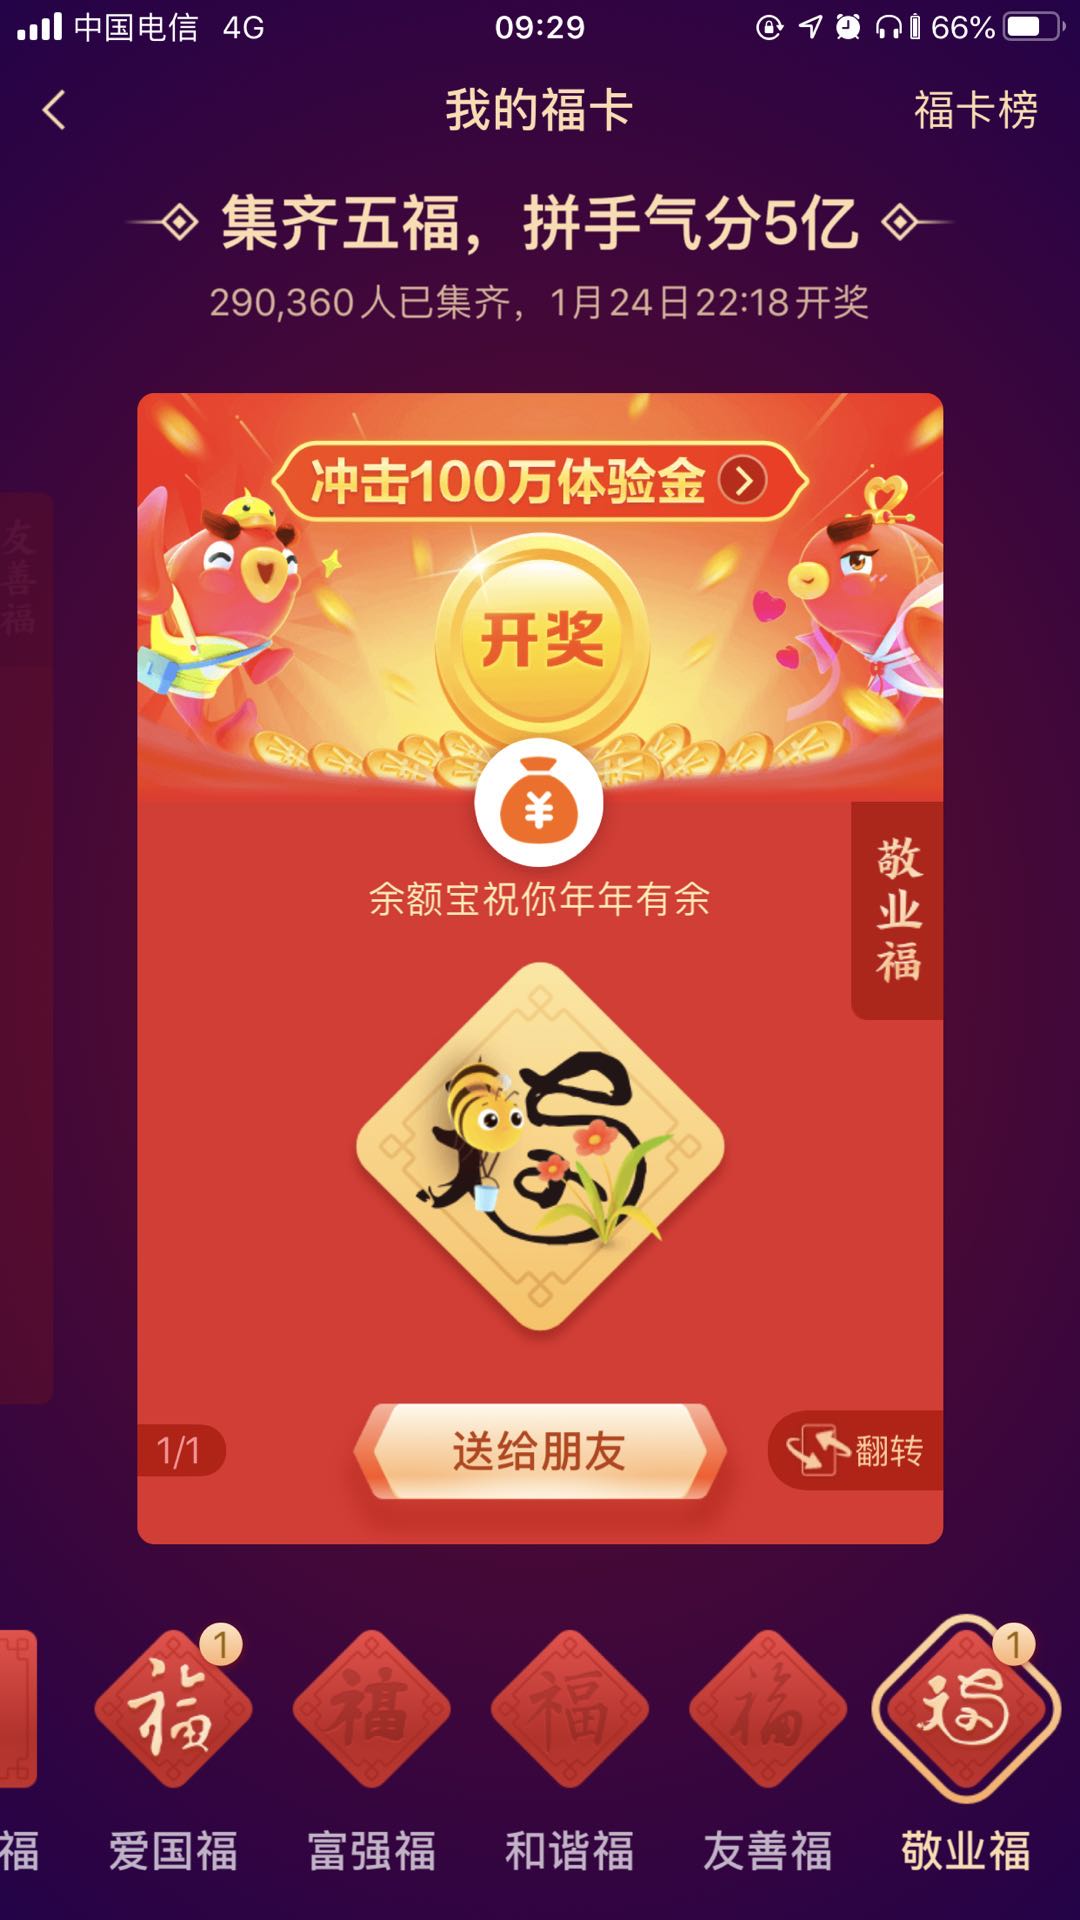 中国电信 4G 09:29 66%
我的福卡 福卡榜
集齐五福，拼手气分5亿
290,360人已集齐，1月24日22:18开奖
友善福
冲击100万体验金
开奖
¥
余额宝祝你年年有余
敬业福
福
1/1 送给朋友 翻转
1 1
福 福 福 福 福
福 爱国福 富强福 和谐福 友善福 敬业福